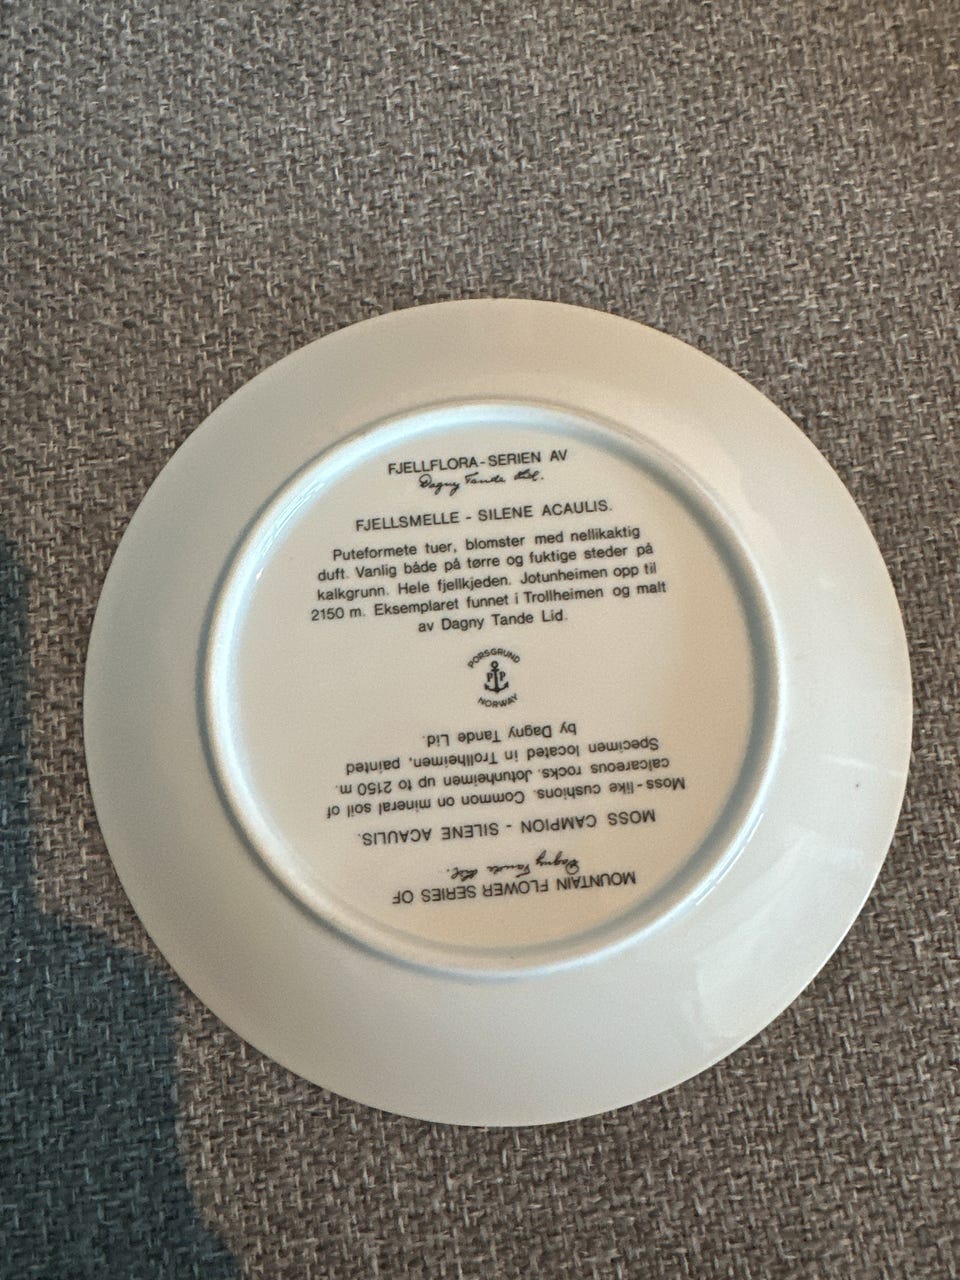 FJELLFLORA-SERIEN AV
Dagny Tande Lid.
FJELLSMELLE - SILENE ACAULIS.
Puteformete tuer, blomster med nellikaktig
duft. Vanlig både på tørre og fuktige steder på
kalkgrunn. Hele fjellkjeden. Jotunheimen opp til
2150 m. Eksemplaret funnet i Trollheimen og malt
av Dagny Tande Lid.
PORSGRUND
PP
NORWAY
MOUNTAIN FLOWER SERIES OF
Dagny Tande Lid.
MOSS CAMPION - SILENE ACAULIS.
Moss-like cushions. Common on mineral soil of
calcareous rocks. Jotunheimen up to 2150 m.
Specimen located in Trollheimen, painted
by Dagny Tande Lid.